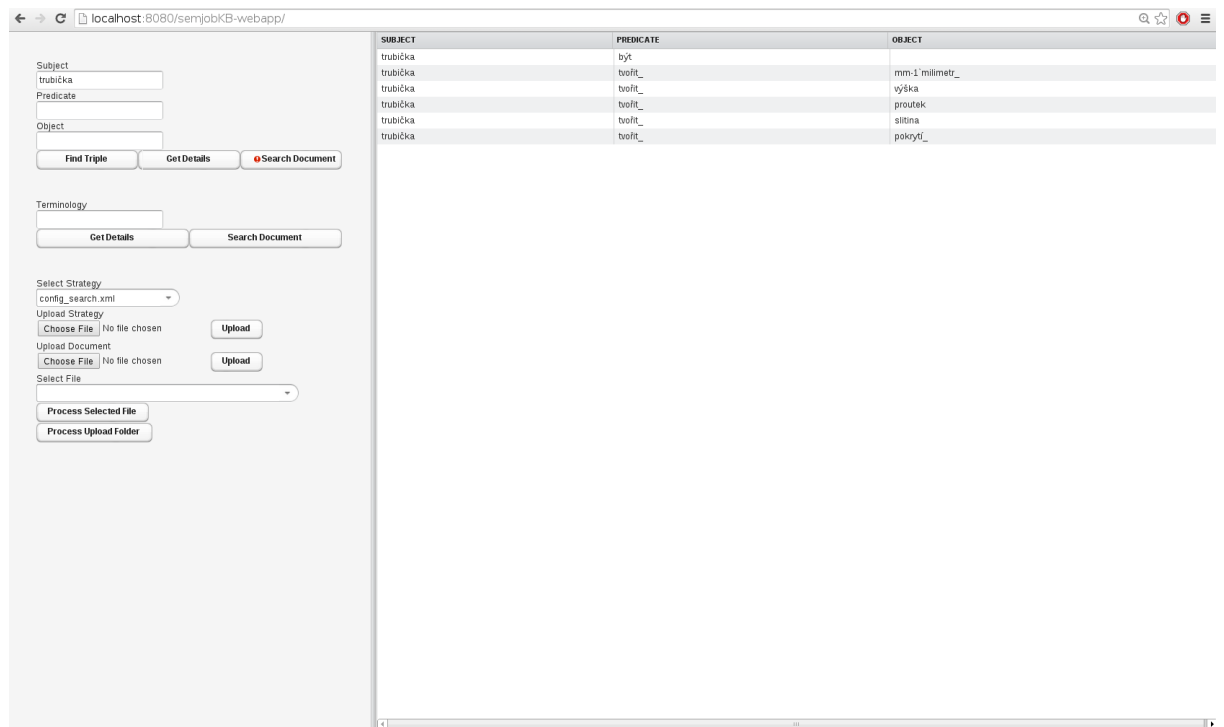 localhost:8080/semjobKB-webapp/
Subject
trubička
Predicate
Object
Find Triple Get Details Search Document
Terminology
Get Details Search Document
Select Strategy
config_search.xml
Upload Strategy
Choose File No file chosen Upload
Upload Document
Choose File No file chosen Upload
Select File
Process Selected File
Process Upload Folder
SUBJECT PREDICATE OBJECT
trubička být
trubička tvořit_ mm-1`milimetr_
trubička tvořit_ výška
trubička tvořit_ proutek
trubička tvořit_ slitina
trubička tvořit_ pokrytí_